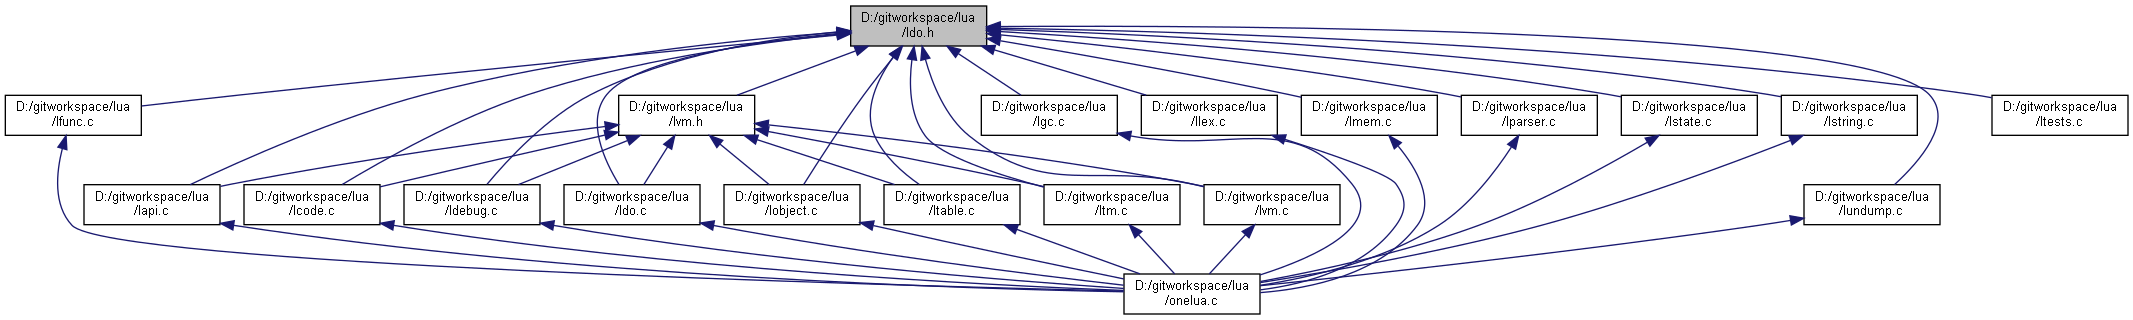 D:/gitworkspace/lua
/ldo.h
D:/gitworkspace/lua
/lfunc.c
D:/gitworkspace/lua
/lvm.h
D:/gitworkspace/lua
/lgc.c
D:/gitworkspace/lua
/llex.c
D:/gitworkspace/lua
/lmem.c
D:/gitworkspace/lua
/lparser.c
D:/gitworkspace/lua
/lstate.c
D:/gitworkspace/lua
/lstring.c
D:/gitworkspace/lua
/ltests.c
D:/gitworkspace/lua
/lapi.c
D:/gitworkspace/lua
/lcode.c
D:/gitworkspace/lua
/ldebug.c
D:/gitworkspace/lua
/ldo.c
D:/gitworkspace/lua
/lobject.c
D:/gitworkspace/lua
/ltable.c
D:/gitworkspace/lua
/ltm.c
D:/gitworkspace/lua
/lvm.c
D:/gitworkspace/lua
/lundump.c
D:/gitworkspace/lua
/onelua.c